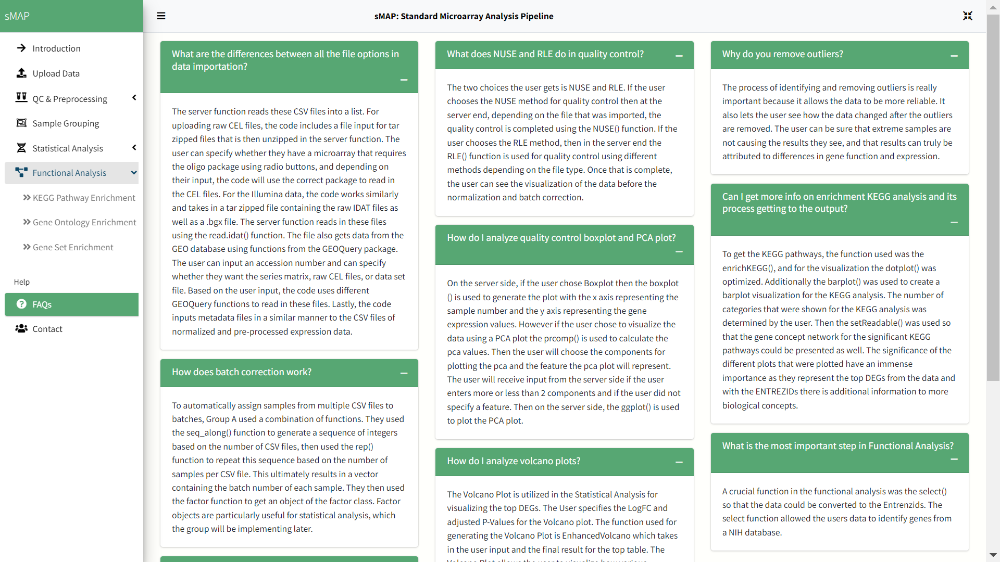 sMAP
sMAP: Standard Microarray Analysis Pipeline
Introduction
Upload Data
QC & Preprocessing
Sample Grouping
Statistical Analysis
Functional Analysis
KEGG Pathway Enrichment
Gene Ontology Enrichment
Gene Set Enrichment
Help
FAQs
Contact
What are the differences between all the file options in
data importation?
The server function reads these CSV files into a list. For
uploading raw CEL files, the code includes a file input for tar
zipped files that is then unzipped in the server function. The
user can specify whether they have a microarray that requires
the oligo package using radio buttons, and depending on
their input, the code will use the correct package to read in
the CEL files. For the Illumina data, the code works similarly
and takes in a tar zipped file containing the raw IDAT files as
well as a .bgx file. The server function reads in these files
using the read.idat() function. The file also gets data from the
GEO database using functions from the GEOQuery package.
The user can input an accession number and can specify
whether they want the series matrix, raw CEL files, or data set
file. Based on the user input, the code uses different
GEOQuery functions to read in these files. Lastly, the code
inputs metadata files in a similar manner to the CSV files of
normalized and pre-processed expression data.
How does batch correction work?
To automatically assign samples from multiple CSV files to
batches, Group A used a combination of functions. They used
the seq_along() function to generate a sequence of integers
based on the number of CSV files, then used the rep()
function to repeat this sequence based on the number of
samples per CSV file. This ultimately results in a vector
containing the batch number of each sample. They then used
the factor function to get an object of the factor class. Factor
objects are particularly useful for statistical analysis, which
the group will be implementing later.
What does NUSE and RLE do in quality control?
The two choices the user gets is NUSE and RLE. If the user
chooses the NUSE method for quality control then at the
server end, depending on the file that was imported, the
quality control is completed using the NUSE() function. If the
user chooses the RLE method, then in the server end the
RLE() function is used for quality control using different
methods depending on the file type. Once that is complete,
the user can see the visualization of the data before the
normalization and batch correction.
How do I analyze quality control boxplot and PCA plot?
On the server side, if the user chose Boxplot then the boxplot
() is used to generate the plot with the x axis representing the
sample number and the y axis representing the gene
expression values. However if the user chose to visualize the
data using a PCA plot the prcomp() is used to calculate the
pca values. Then the user will choose the components for
plotting the pca and the feature the pca plot will represent.
The user will receive input from the server side if the user
enters more or less than 2 components and if the user did not
specify a feature. Then on the server side, the ggplot() is used
to plot the PCA plot.
How do I analyze volcano plots?
The Volcano Plot is utilized in the Statistical Analysis for
visualizing the top DEGs. The User specifies the LogFC and
adjusted P-Values for the Volcano plot. The function used for
generating the Volcano Plot is EnhancedVolcano which takes
in the user input and the final result for the top table. The
Volcano Plot allows the user to visualize how various
Why do you remove outliers?
The process of identifying and removing outliers is really
important because it allows the data to be more reliable. It
also lets the user see how the data changed after the outliers
are removed. The user can be sure that extreme samples are
not causing the results they see, and that results can truly be
attributed to differences in gene function and expression.
Can I get more info on enrichment KEGG analysis and its
process getting to the output?
To get the KEGG pathways, the function used was the
enrichKEGG(), and for the visualization the dotplot() was
optimized. Additionally the barplot() was used to create a
barplot visualization for the KEGG analysis. The number of
categories that were shown for the KEGG analysis was
determined by the user. Then the setReadable() was used so
that the gene concept network for the significant KEGG
pathways could be presented as well. The significance of the
different plots that were plotted have an immense
importance as they represent the top DEGs from the data and
with the ENTREZIDs there is additional information to more
biological concepts.
What is the most important step in Functional Analysis?
A crucial function in the functional analysis was the select()
so that the data could be converted to the Entrenzids. The
select function allowed the users data to identify genes from
a NIH database.